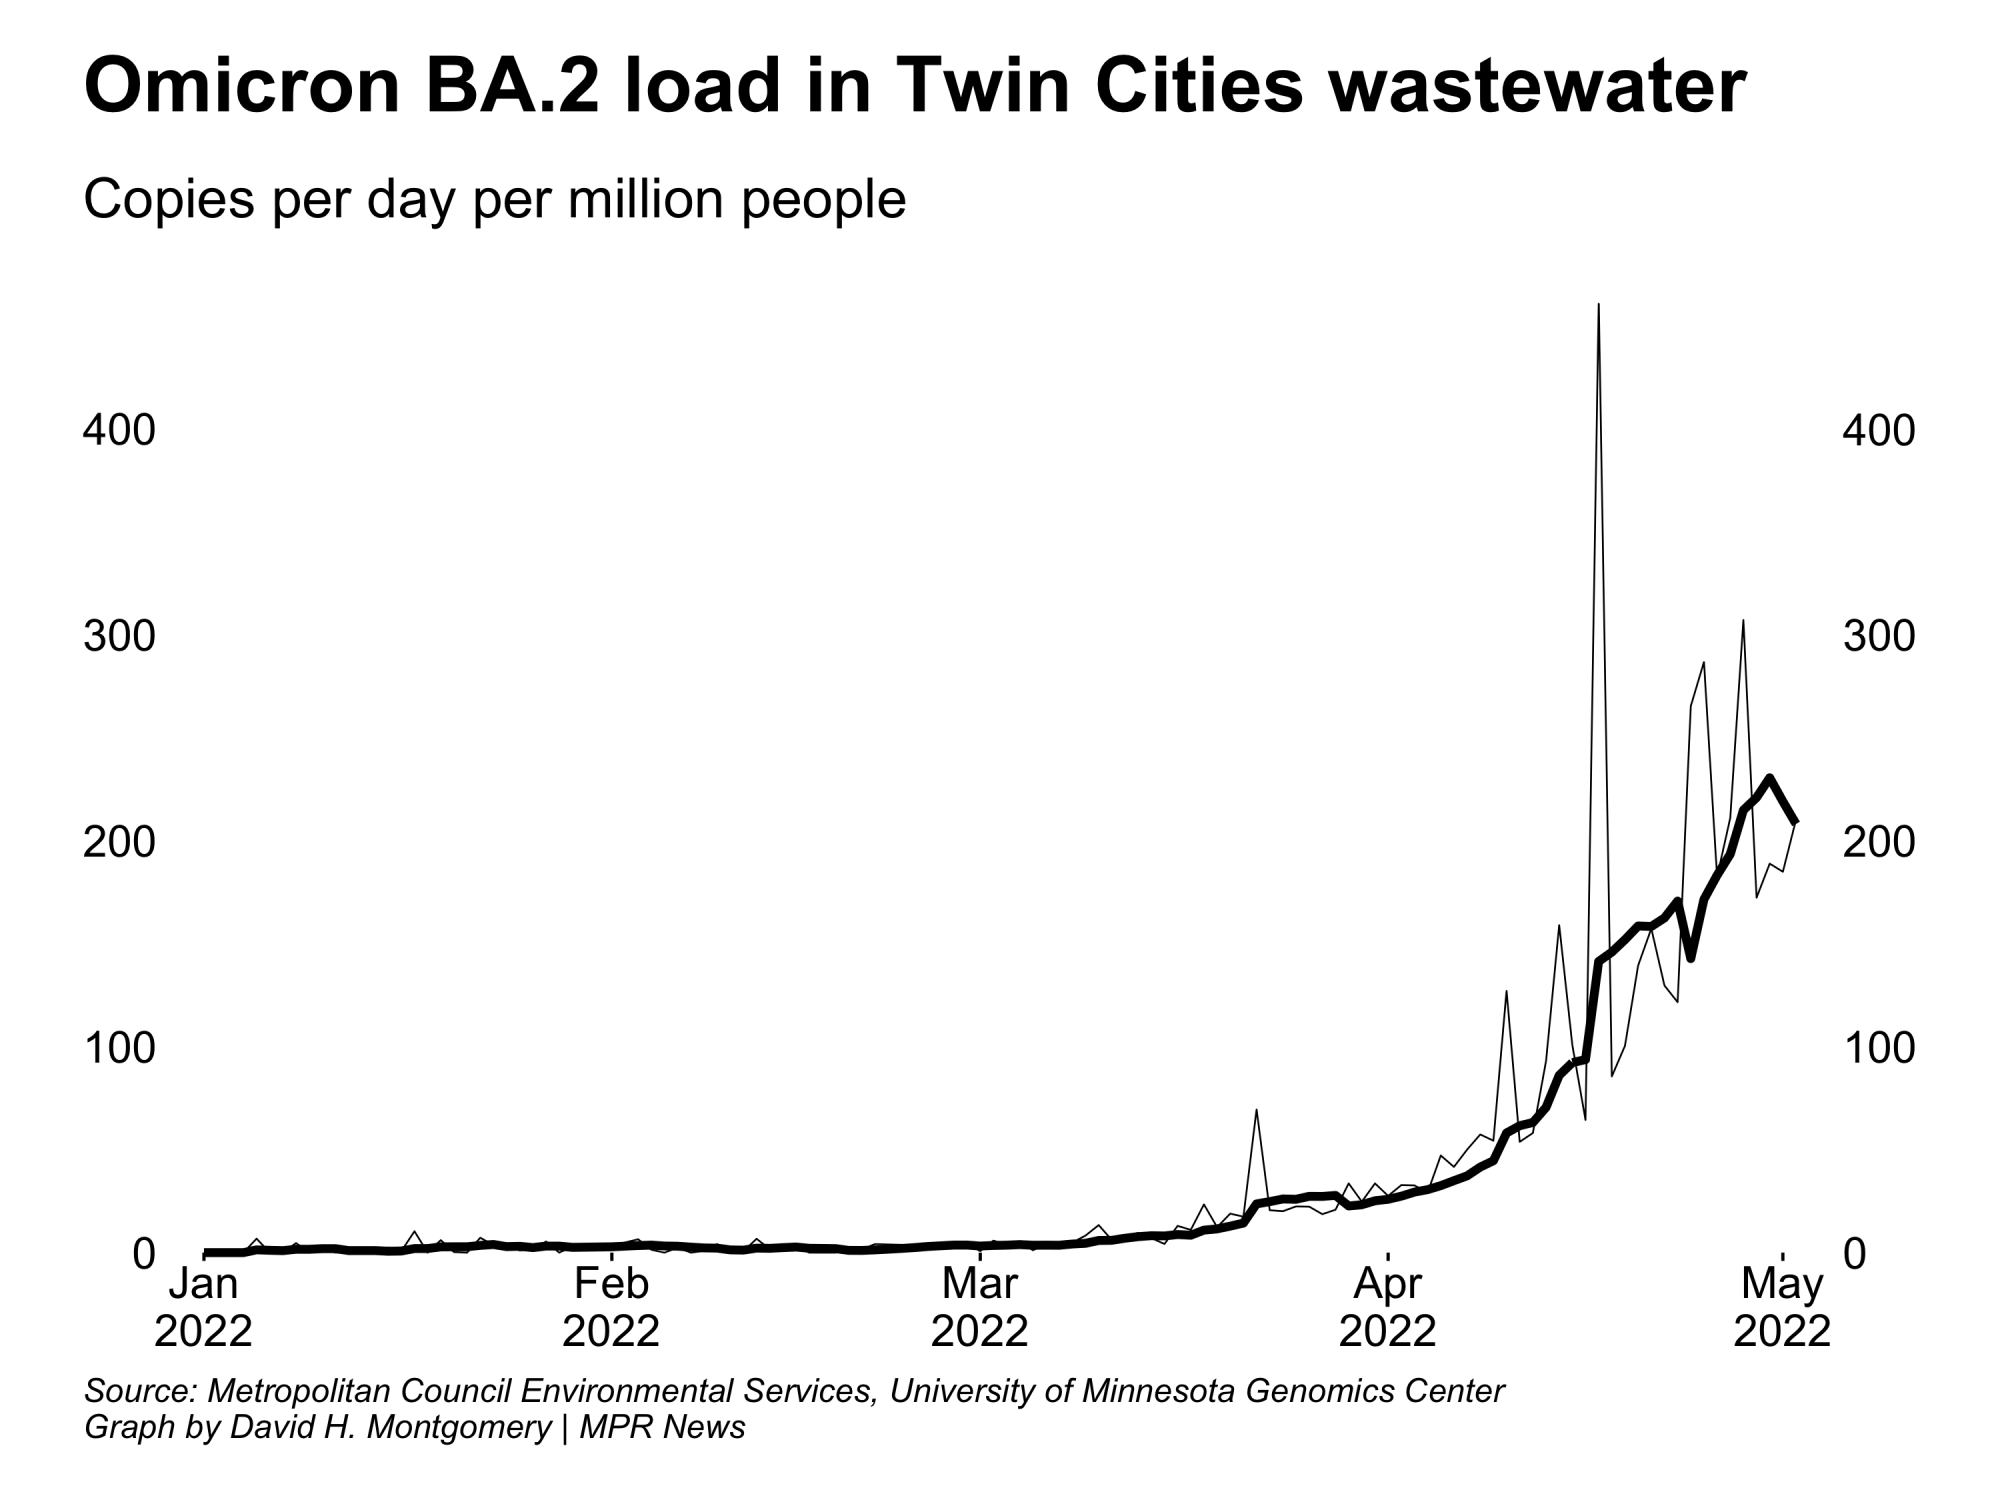 Omicron BA.2 load in Twin Cities wastewater
Copies per day per million people
400 400
300 300
200 200
100 100
0 0
Jan Feb Mar Apr May
2022 2022 2022 2022 2022
Source: Metropolitan Council Environmental Services, University of Minnesota Genomics Center
Graph by David H. Montgomery | MPR News